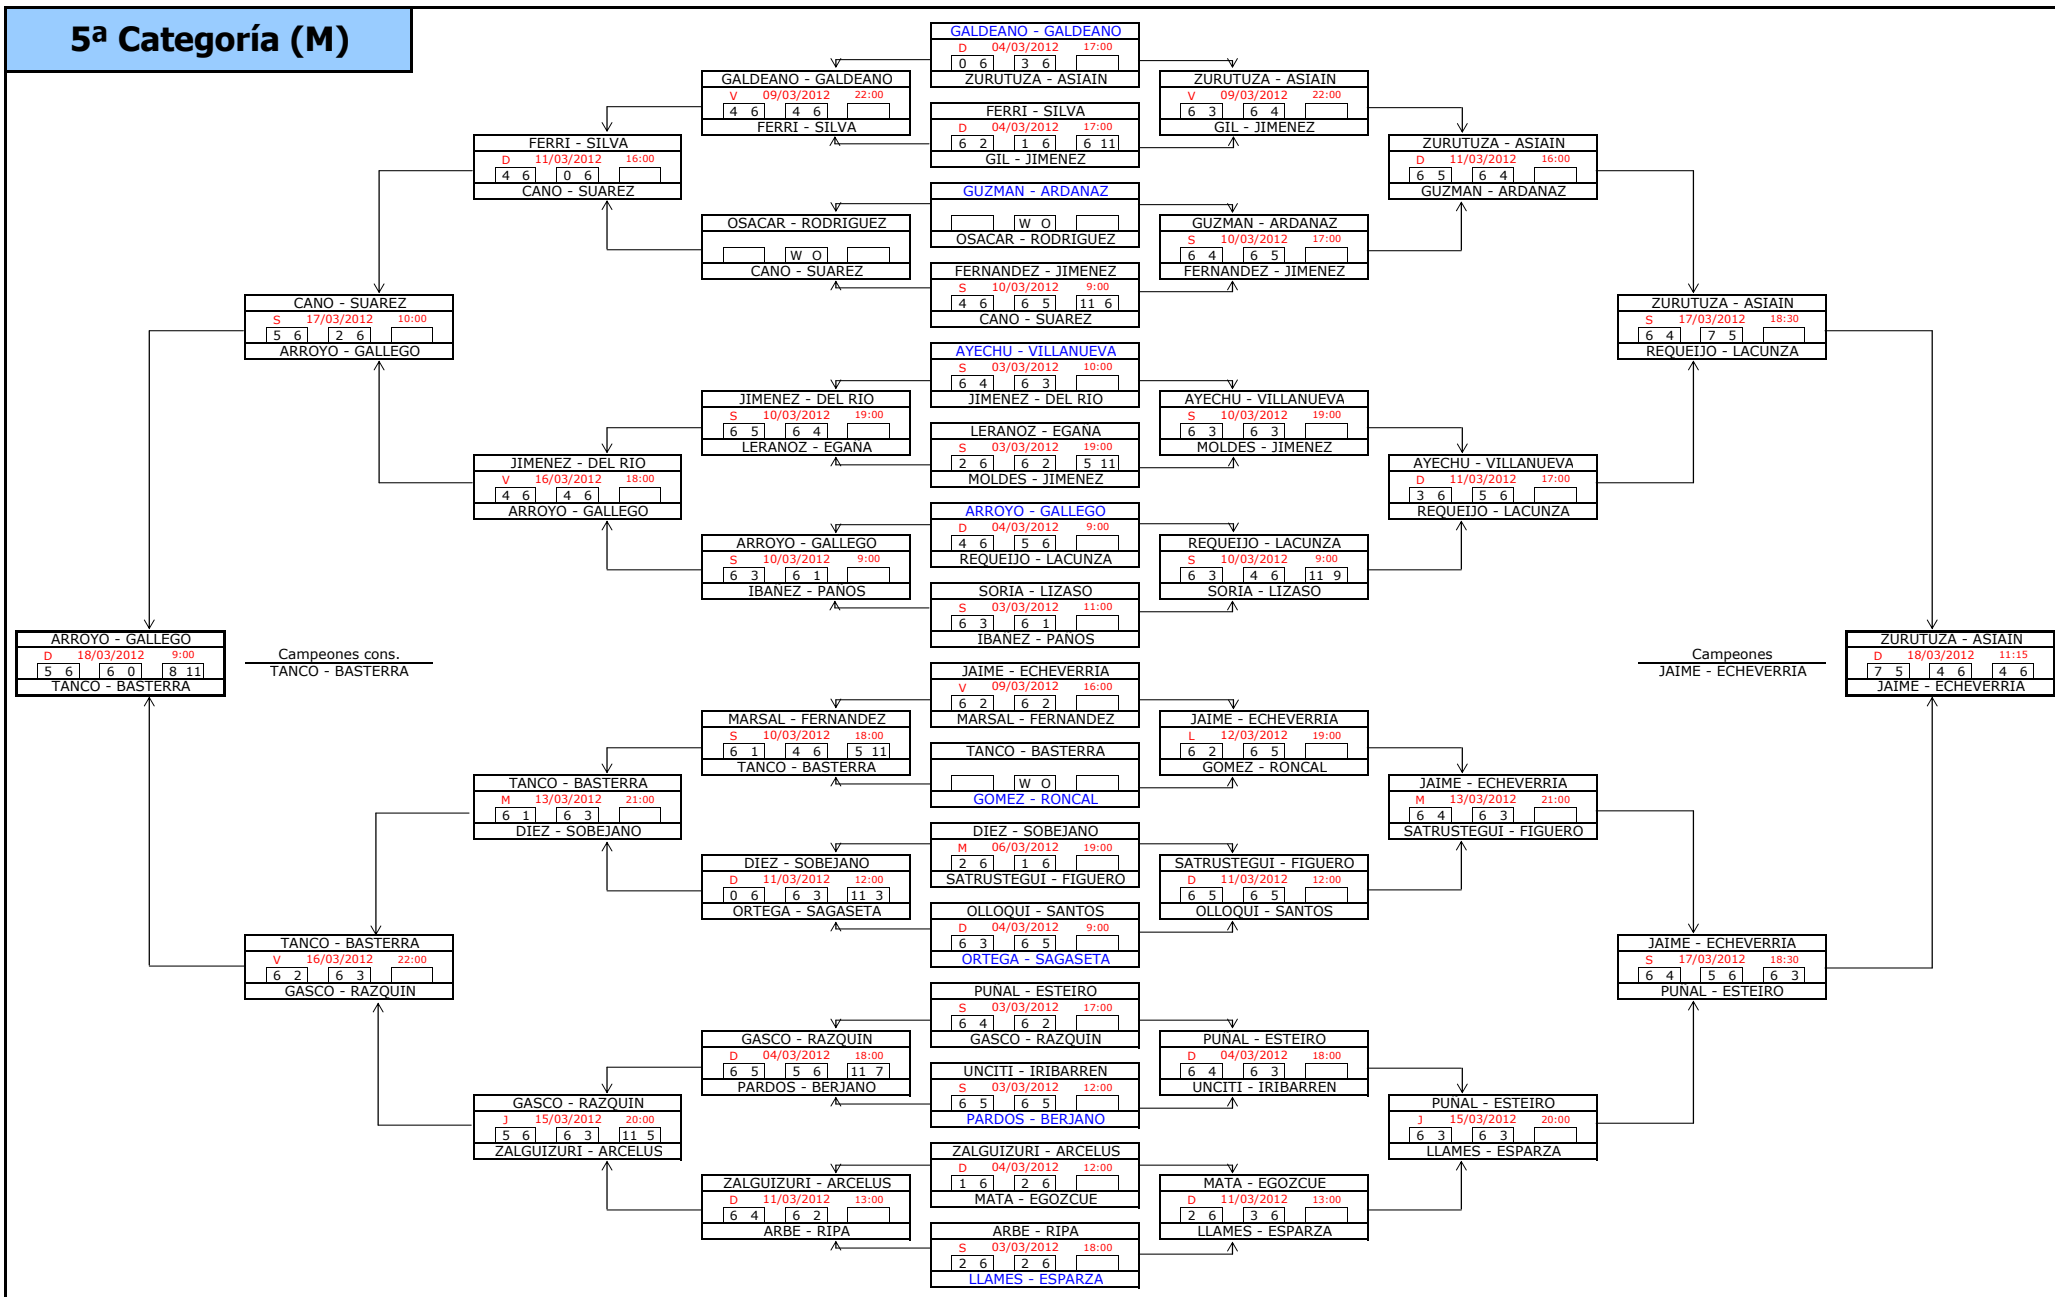 5ª Categoría (M)
GALDEANO - GALDEANO
D 04/03/2012 17:00
0 6 3 6
ZURUTUZA - ASIAIN
FERRI - SILVA
D 04/03/2012 17:00
6 2 1 6 6 11
GIL - JIMENEZ
GUZMAN - ARDANAZ
W O
OSACAR - RODRIGUEZ
FERNANDEZ - JIMENEZ
S 10/03/2012 9:00
4 6 6 5 11 6
CANO - SUAREZ
AYECHU - VILLANUEVA
S 03/03/2012 10:00
6 4 6 3
JIMENEZ - DEL RIO
LERANOZ - EGAÑA
S 03/03/2012 19:00
2 6 6 2 5 11
MOLDES - JIMENEZ
ARROYO - GALLEGO
D 04/03/2012 9:00
4 6 5 6
REQUEIJO - LACUNZA
SORIA - LIZASO
S 03/03/2012 11:00
6 3 6 1
IBAÑEZ - PAÑOS
JAIME - ECHEVERRIA
V 09/03/2012 16:00
6 2 6 2
MARSAL - FERNANDEZ
TANCO - BASTERRA
W O
GOMEZ - RONCAL
DIEZ - SOBEJANO
M 06/03/2012 19:00
2 6 1 6
SATRUSTEGUI - FIGUERO
OLLOQUI - SANTOS
D 04/03/2012 9:00
6 3 6 5
ORTEGA - SAGASETA
PUÑAL - ESTEIRO
S 03/03/2012 17:00
6 4 6 2
GASCO - RAZQUIN
UNCITI - IRIBARREN
S 03/03/2012 12:00
6 5 6 5
PARDOS - BERJANO
ZALGUIZURI - ARCELUS
D 04/03/2012 12:00
1 6 2 6
MATA - EGOZCUE
ARBE - RIPA
S 03/03/2012 18:00
2 6 2 6
LLAMES - ESPARZA
GALDEANO - GALDEANO
V 09/03/2012 22:00
4 6 4 6
FERRI - SILVA
OSACAR - RODRIGUEZ
W O
CANO - SUAREZ
JIMENEZ - DEL RIO
S 10/03/2012 19:00
6 5 6 4
LERANOZ - EGAÑA
ARROYO - GALLEGO
S 10/03/2012 9:00
6 3 6 1
IBAÑEZ - PAÑOS
MARSAL - FERNANDEZ
S 10/03/2012 18:00
6 1 4 6 5 11
TANCO - BASTERRA
DIEZ - SOBEJANO
D 11/03/2012 12:00
0 6 6 3 11 3
ORTEGA - SAGASETA
GASCO - RAZQUIN
D 04/03/2012 18:00
6 5 5 6 11 7
PARDOS - BERJANO
ZALGUIZURI - ARCELUS
D 11/03/2012 13:00
6 4 6 2
ARBE - RIPA
FERRI - SILVA
D 11/03/2012 16:00
4 6 0 6
CANO - SUAREZ
JIMENEZ - DEL RIO
V 16/03/2012 18:00
4 6 4 6
ARROYO - GALLEGO
TANCO - BASTERRA
M 13/03/2012 21:00
6 1 6 3
DIEZ - SOBEJANO
GASCO - RAZQUIN
J 15/03/2012 20:00
5 6 6 3 11 5
ZALGUIZURI - ARCELUS
CANO - SUAREZ
S 17/03/2012 10:00
5 6 2 6
ARROYO - GALLEGO
TANCO - BASTERRA
V 16/03/2012 22:00
6 2 6 3
GASCO - RAZQUIN
ARROYO - GALLEGO
D 18/03/2012 9:00
5 6 6 0 8 11
TANCO - BASTERRA
Campeones cons.
TANCO - BASTERRA
ZURUTUZA - ASIAIN
V 09/03/2012 22:00
6 3 6 4
GIL - JIMENEZ
GUZMAN - ARDANAZ
S 10/03/2012 17:00
6 4 6 5
FERNANDEZ - JIMENEZ
AYECHU - VILLANUEVA
S 10/03/2012 19:00
6 3 6 3
MOLDES - JIMENEZ
REQUEIJO - LACUNZA
S 10/03/2012 9:00
6 3 4 6 11 9
SORIA - LIZASO
JAIME - ECHEVERRIA
L 12/03/2012 19:00
6 2 6 5
GOMEZ - RONCAL
SATRUSTEGUI - FIGUERO
D 11/03/2012 12:00
6 5 6 5
OLLOQUI - SANTOS
PUÑAL - ESTEIRO
D 04/03/2012 18:00
6 4 6 3
UNCITI - IRIBARREN
MATA - EGOZCUE
D 11/03/2012 13:00
2 6 3 6
LLAMES - ESPARZA
ZURUTUZA - ASIAIN
D 11/03/2012 16:00
6 5 6 4
GUZMAN - ARDANAZ
AYECHU - VILLANUEVA
D 11/03/2012 17:00
3 6 5 6
REQUEIJO - LACUNZA
JAIME - ECHEVERRIA
M 13/03/2012 21:00
6 4 6 3
SATRUSTEGUI - FIGUERO
PUÑAL - ESTEIRO
J 15/03/2012 20:00
6 3 6 3
LLAMES - ESPARZA
ZURUTUZA - ASIAIN
S 17/03/2012 18:30
6 4 7 5
REQUEIJO - LACUNZA
JAIME - ECHEVERRIA
S 17/03/2012 18:30
6 4 5 6 6 3
PUÑAL - ESTEIRO
Campeones
JAIME - ECHEVERRIA
ZURUTUZA - ASIAIN
D 18/03/2012 11:15
7 5 4 6 4 6
JAIME - ECHEVERRIA